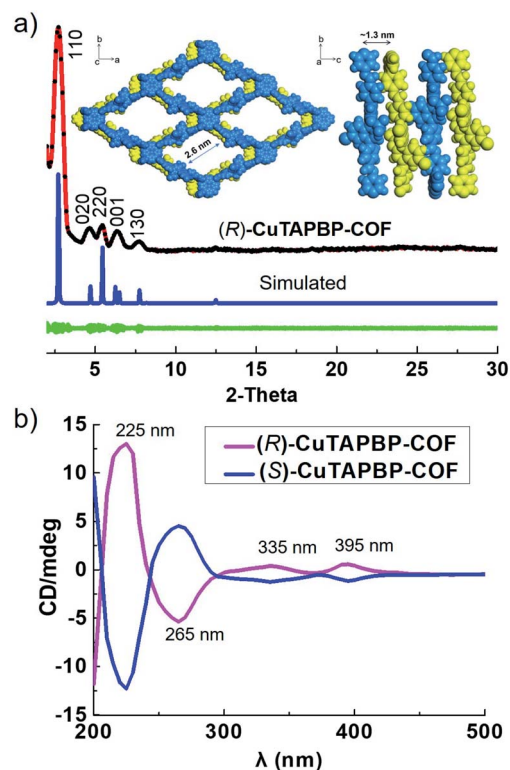 a)
110
020
220
001
130
b
c
a
2.6 nm
~1.3 nm
b
a
c
(R)-CuTAPBP-COF
Simulated
5
10
15
20
25
30
2-Theta
b)
225 nm
(R)-CuTAPBP-COF
(S)-CuTAPBP-COF
335 nm
395 nm
265 nm
CD/mdeg
15
10
5
0
-5
-10
-15
200
300
400
500
λ (nm)